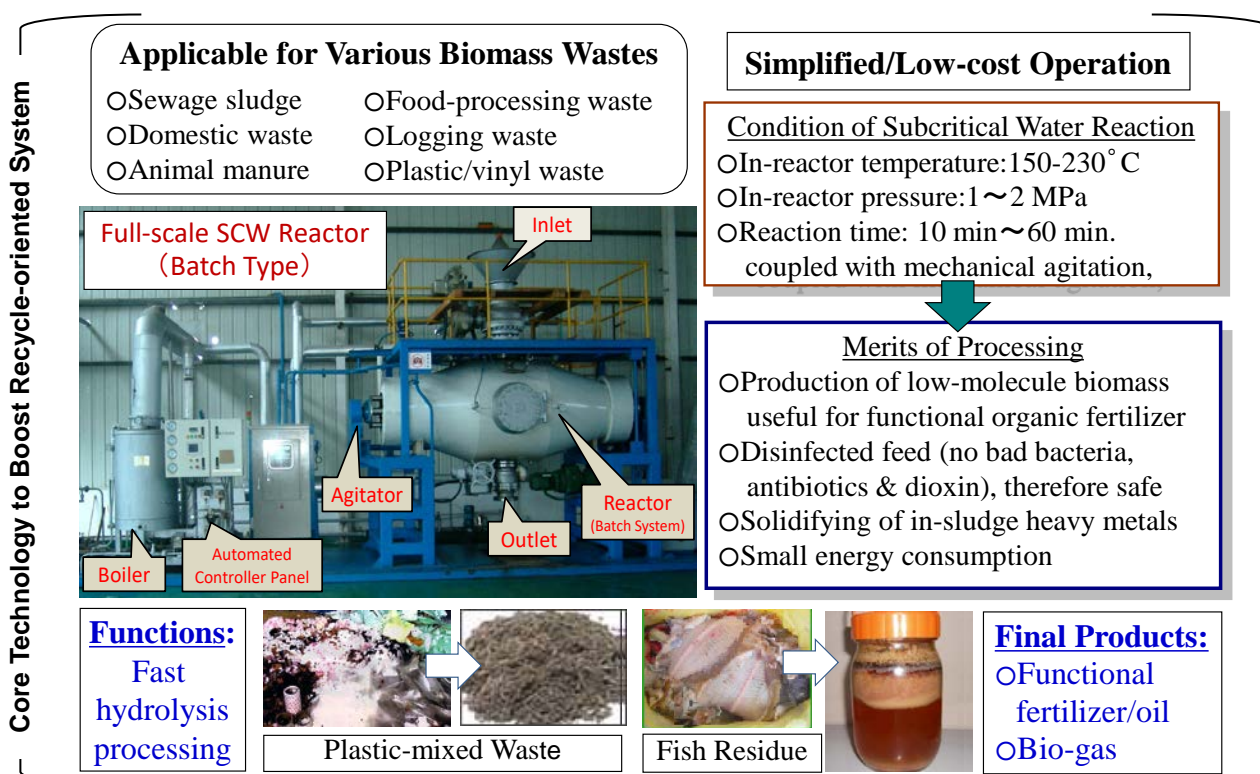 Core Technology to Boost Recycle-oriented System
Applicable for Various Biomass Wastes
○Sewage sludge
○Domestic waste
○Animal manure
○Food-processing waste
○Logging waste
○Plastic/vinyl waste
Full-scale SCW Reactor
（Batch Type）
Inlet
Agitator
Reactor
(Batch System)
Outlet
Boiler
Automated
Controller Panel
Simplified/Low-cost Operation
Condition of Subcritical Water Reaction
○In-reactor temperature:150-230°C
○In-reactor pressure:1～2 MPa
○Reaction time: 10 min～60 min.
coupled with mechanical agitation,
Merits of Processing
○Production of low-molecule biomass
useful for functional organic fertilizer
○Disinfected feed (no bad bacteria,
antibiotics & dioxin), therefore safe
○Solidifying of in-sludge heavy metals
○Small energy consumption
Functions:
Fast
hydrolysis
processing
Plastic-mixed Waste
Fish Residue
Final Products:
○Functional
fertilizer/oil
○Bio-gas